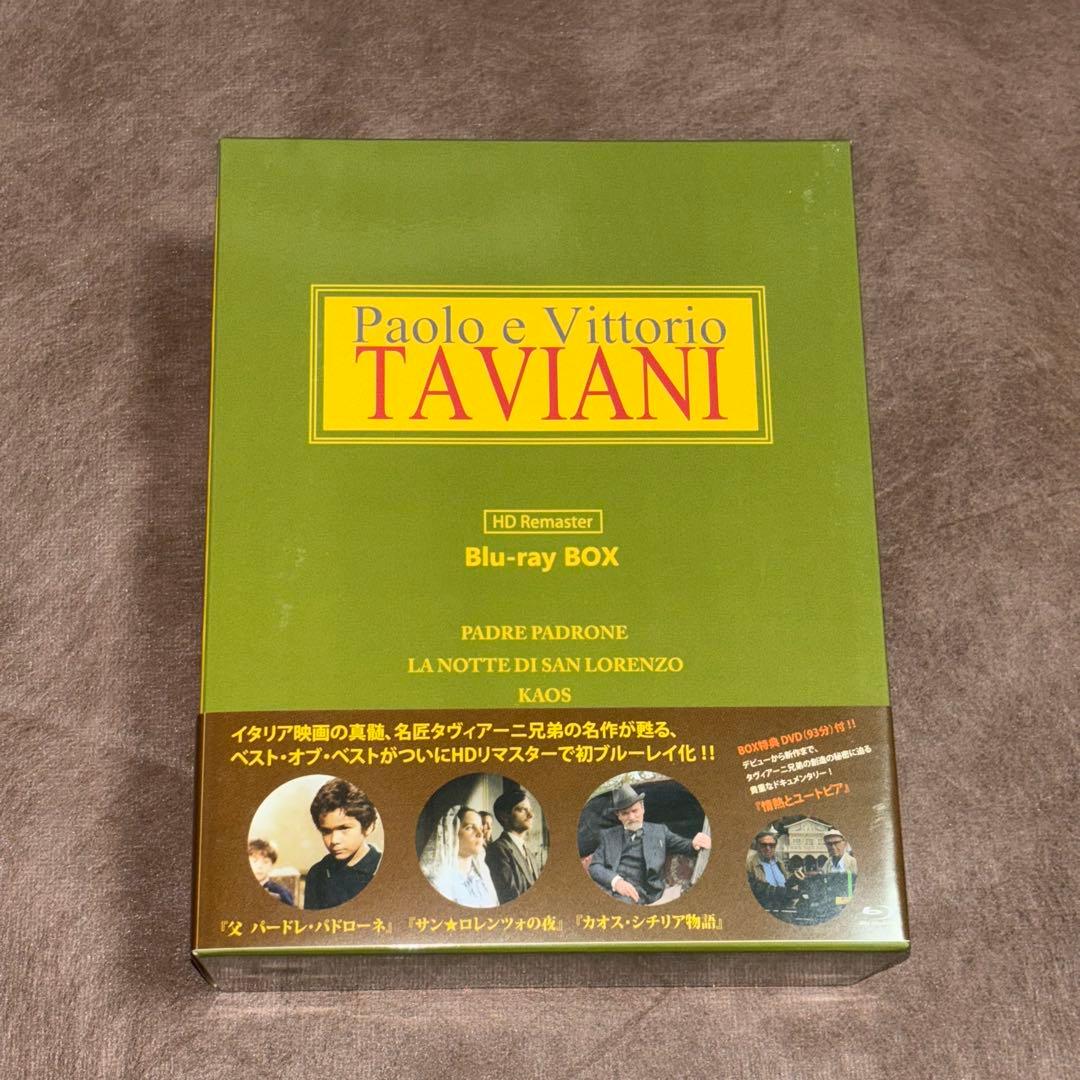 Paolo e Vittorio
TAVIANI
HD Remaster
Blu-ray BOX
PADRE PADRONE
LA NOTTE DI SAN LORENZO
KAOS
イタリア映画の真髄、名匠タヴィアーニ兄弟の名作が甦る、
ベスト・オブ・ベストがついにHDリマスターで初ブルーレイ化!!
BOX特典 DVD(93分)付!!
デビューから新作まで、
タヴィアーニ兄弟の創造の秘密に迫る
貴重なドキュメンタリー!
『情熱とユートピア』
『父 パードレ・パドローネ』
『サン★ロレンツォの夜』
『カオス・シチリア物語』